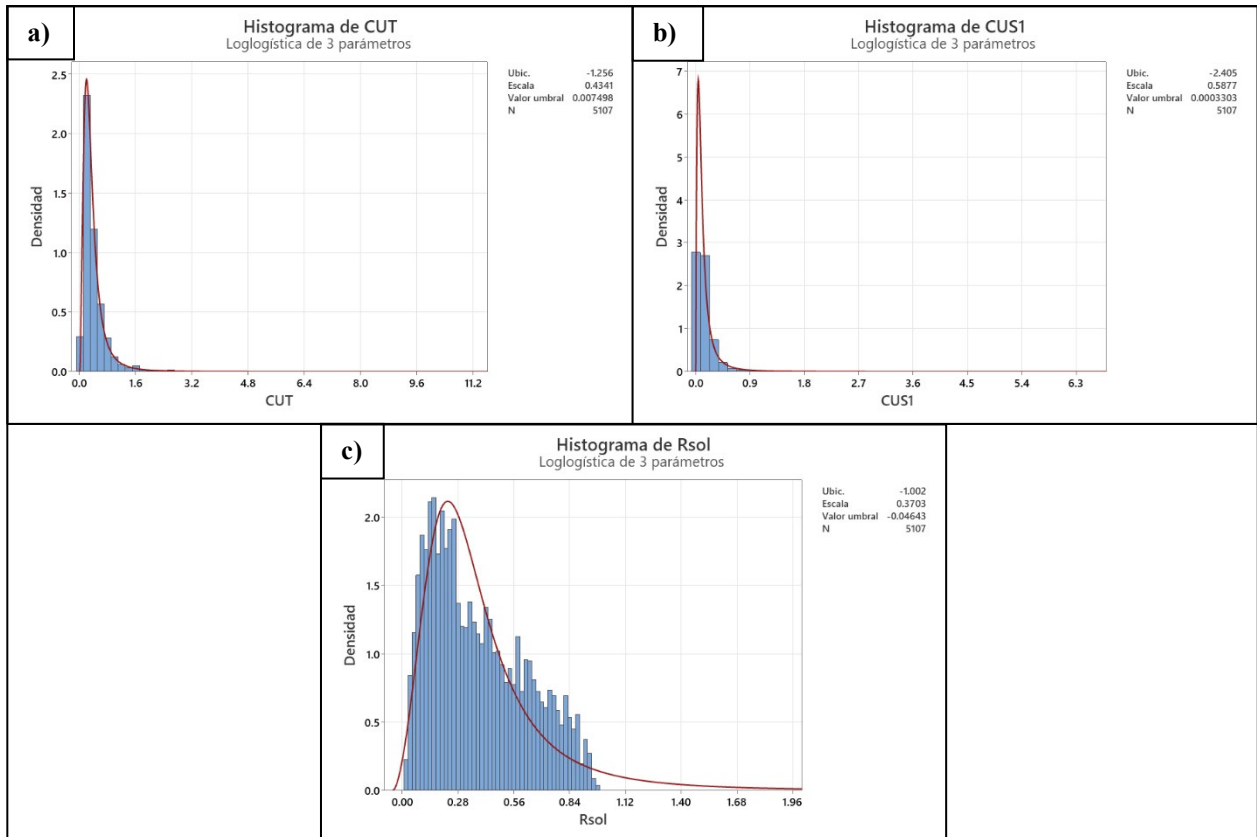 a)
Histograma de CUT
Loglogística de 3 parámetros
Ubic. -1.256
Escala 0.4341
Valor umbral 0.007498
N 5107
Densidad
2.5
2.0
1.5
1.0
0.5
0.0
0.0 1.6 3.2 4.8 6.4 8.0 9.6 11.2
CUT
b)
Histograma de CUS1
Loglogística de 3 parámetros
Ubic. -2.405
Escala 0.5877
Valor umbral 0.0003303
N 5107
Densidad
7
6
5
4
3
2
1
0
0.0 0.9 1.8 2.7 3.6 4.5 5.4 6.3
CUS1
c)
Histograma de Rsol
Loglogística de 3 parámetros
Ubic. -1.002
Escala 0.3703
Valor umbral -0.04643
N 5107
Densidad
2.0
1.5
1.0
0.5
0.0
0.00 0.28 0.56 0.84 1.12 1.40 1.68 1.96
Rsol